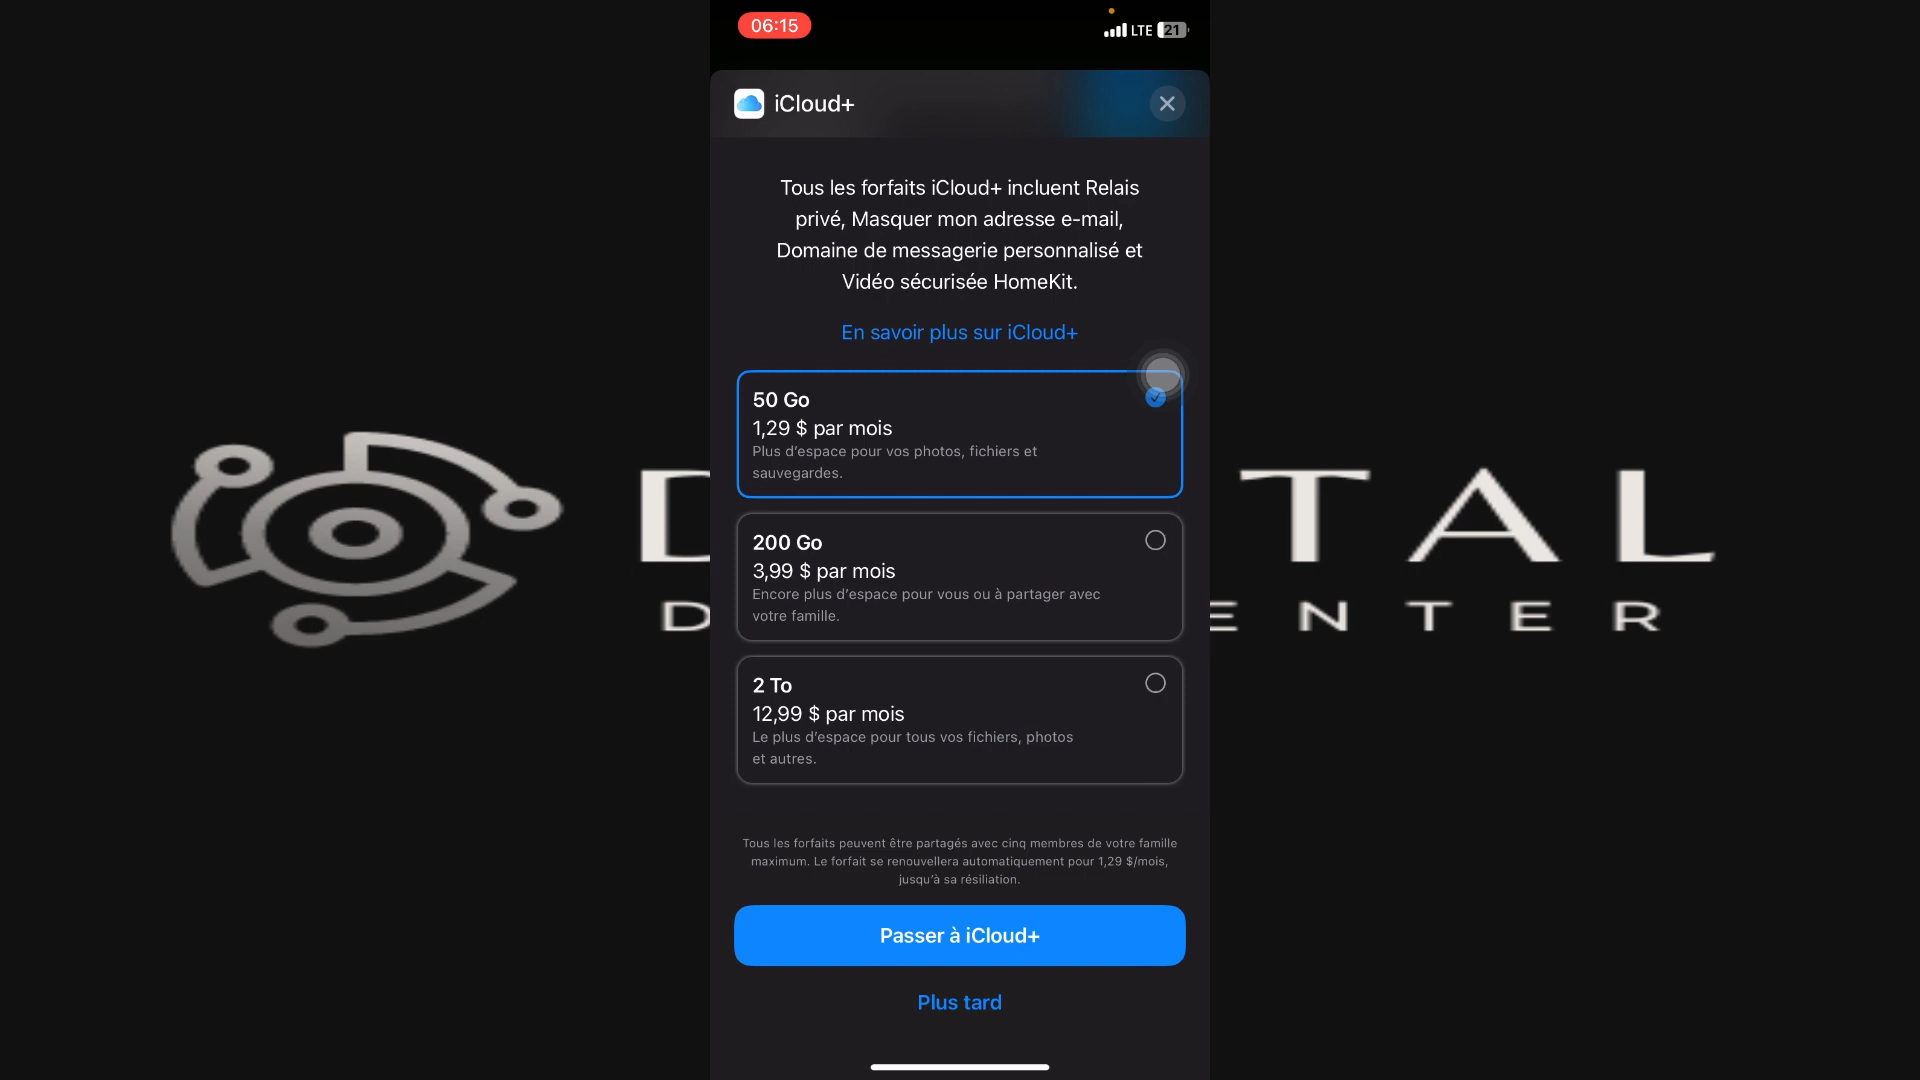 06:15
LTE 21
iCloud+
Tous les forfaits iCloud+ incluent Relais
privé, Masquer mon adresse e-mail,
Domaine de messagerie personnalisé et
Vidéo sécurisée HomeKit.
En savoir plus sur iCloud+
50 Go
1,29 $ par mois
Plus d’espace pour vos photos, fichiers et
sauvegardes.
200 Go
3,99 $ par mois
Encore plus d’espace pour vous ou à partager avec
votre famille.
2 To
12,99 $ par mois
Le plus d’espace pour tous vos fichiers, photos
et autres.
Tous les forfaits peuvent être partagés avec cinq membres de votre famille
maximum. Le forfait se renouvellera automatiquement pour 1,29 $/mois,
jusqu’à sa résiliation.
Passer à iCloud+
Plus tard
D TAL
D ENTER